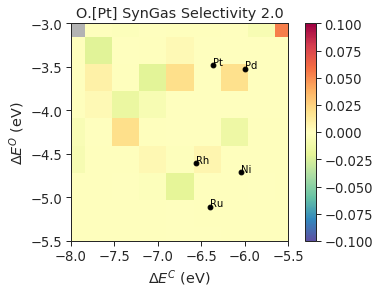 O.[Pt] SynGas Selectivity 2.0
−3.0
−3.5
−4.0
−4.5
−5.0
−5.5
ΔE^O (eV)
Pt
Pd
Rh
Ni
Ru
−8.0 −7.5 −7.0 −6.5 −6.0 −5.5
ΔE^C (eV)
0.100
0.075
0.050
0.025
0.000
−0.025
−0.050
−0.075
−0.100